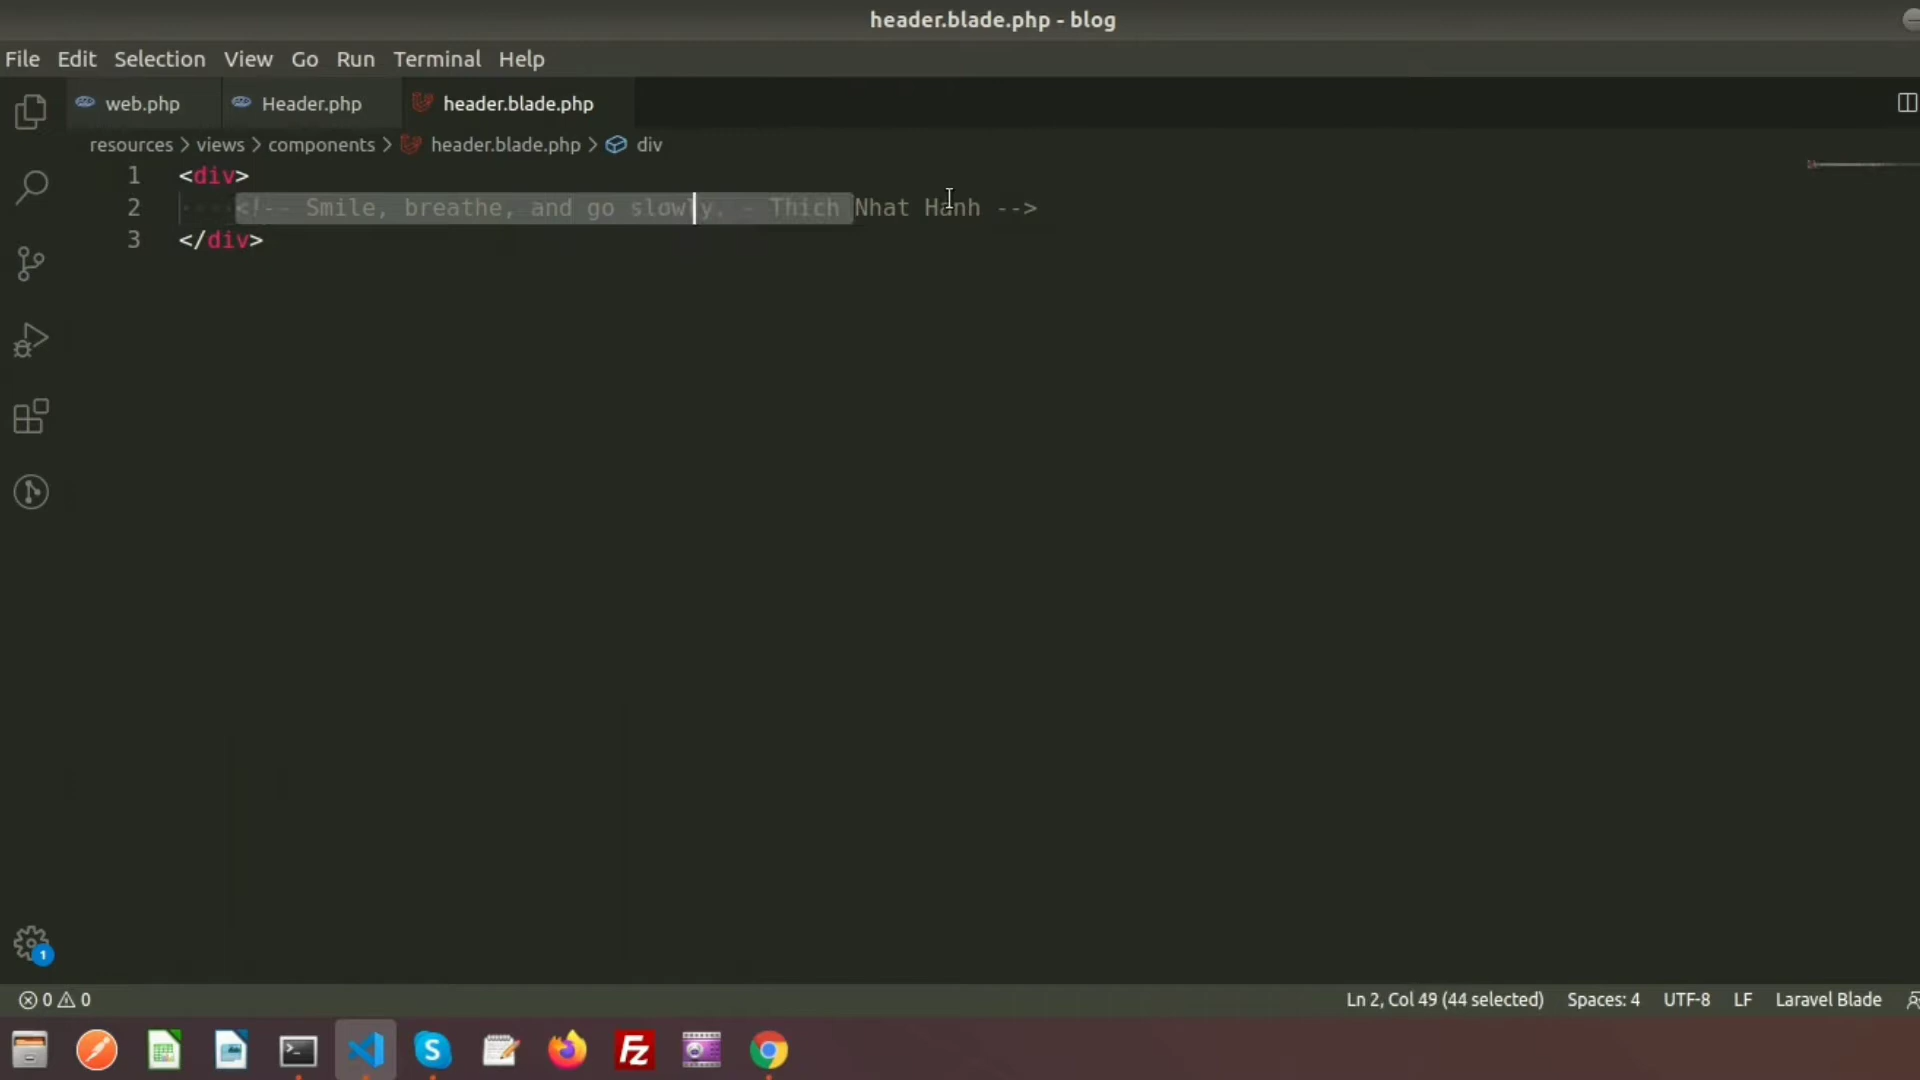 header.blade.php - blog
File Edit Selection View Go Run Terminal Help
web.php Header.php header.blade.php
resources > views > components > header.blade.php > div
1 <div>
2 <!-- Smile, breathe, and go slowly. - Thich Nhat Hanh -->
3 </div>
1
0 0 Ln 2, Col 49 (44 selected) Spaces: 4 UTF-8 LF Laravel Blade
S Fz